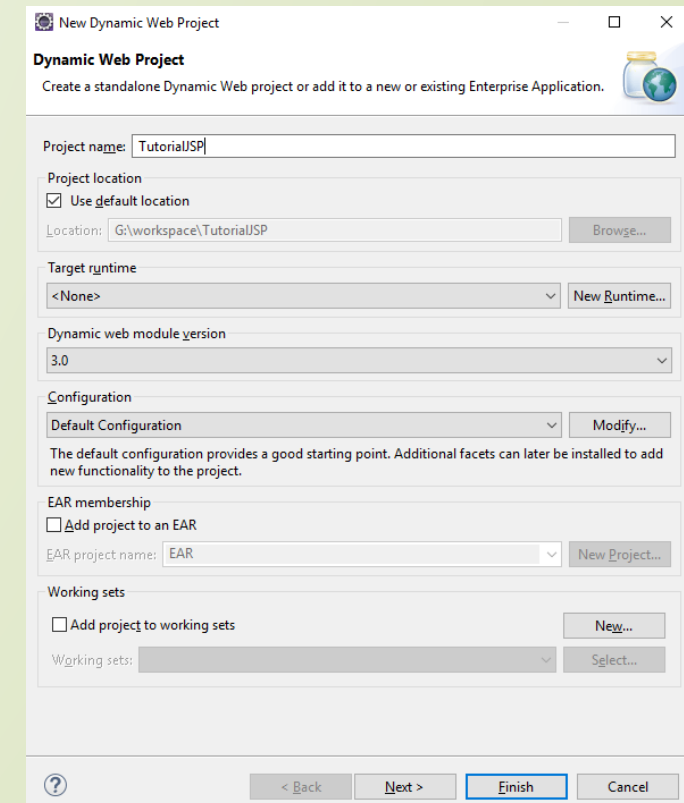 New Dynamic Web Project
Dynamic Web Project
Create a standalone Dynamic Web project or add it to a new or existing Enterprise Application.
Project name: TutorialJSP
Project location
Use default location
Location: G:\workspace\TutorialJSP Browse...
Target runtime
<None> New Runtime...
Dynamic web module version
3.0
Configuration
Default Configuration Modify...
The default configuration provides a good starting point. Additional facets can later be installed to add
new functionality to the project.
EAR membership
Add project to an EAR
EAR project name: EAR New Project...
Working sets
Add project to working sets New...
Working sets: Select...
? < Back Next > Finish Cancel